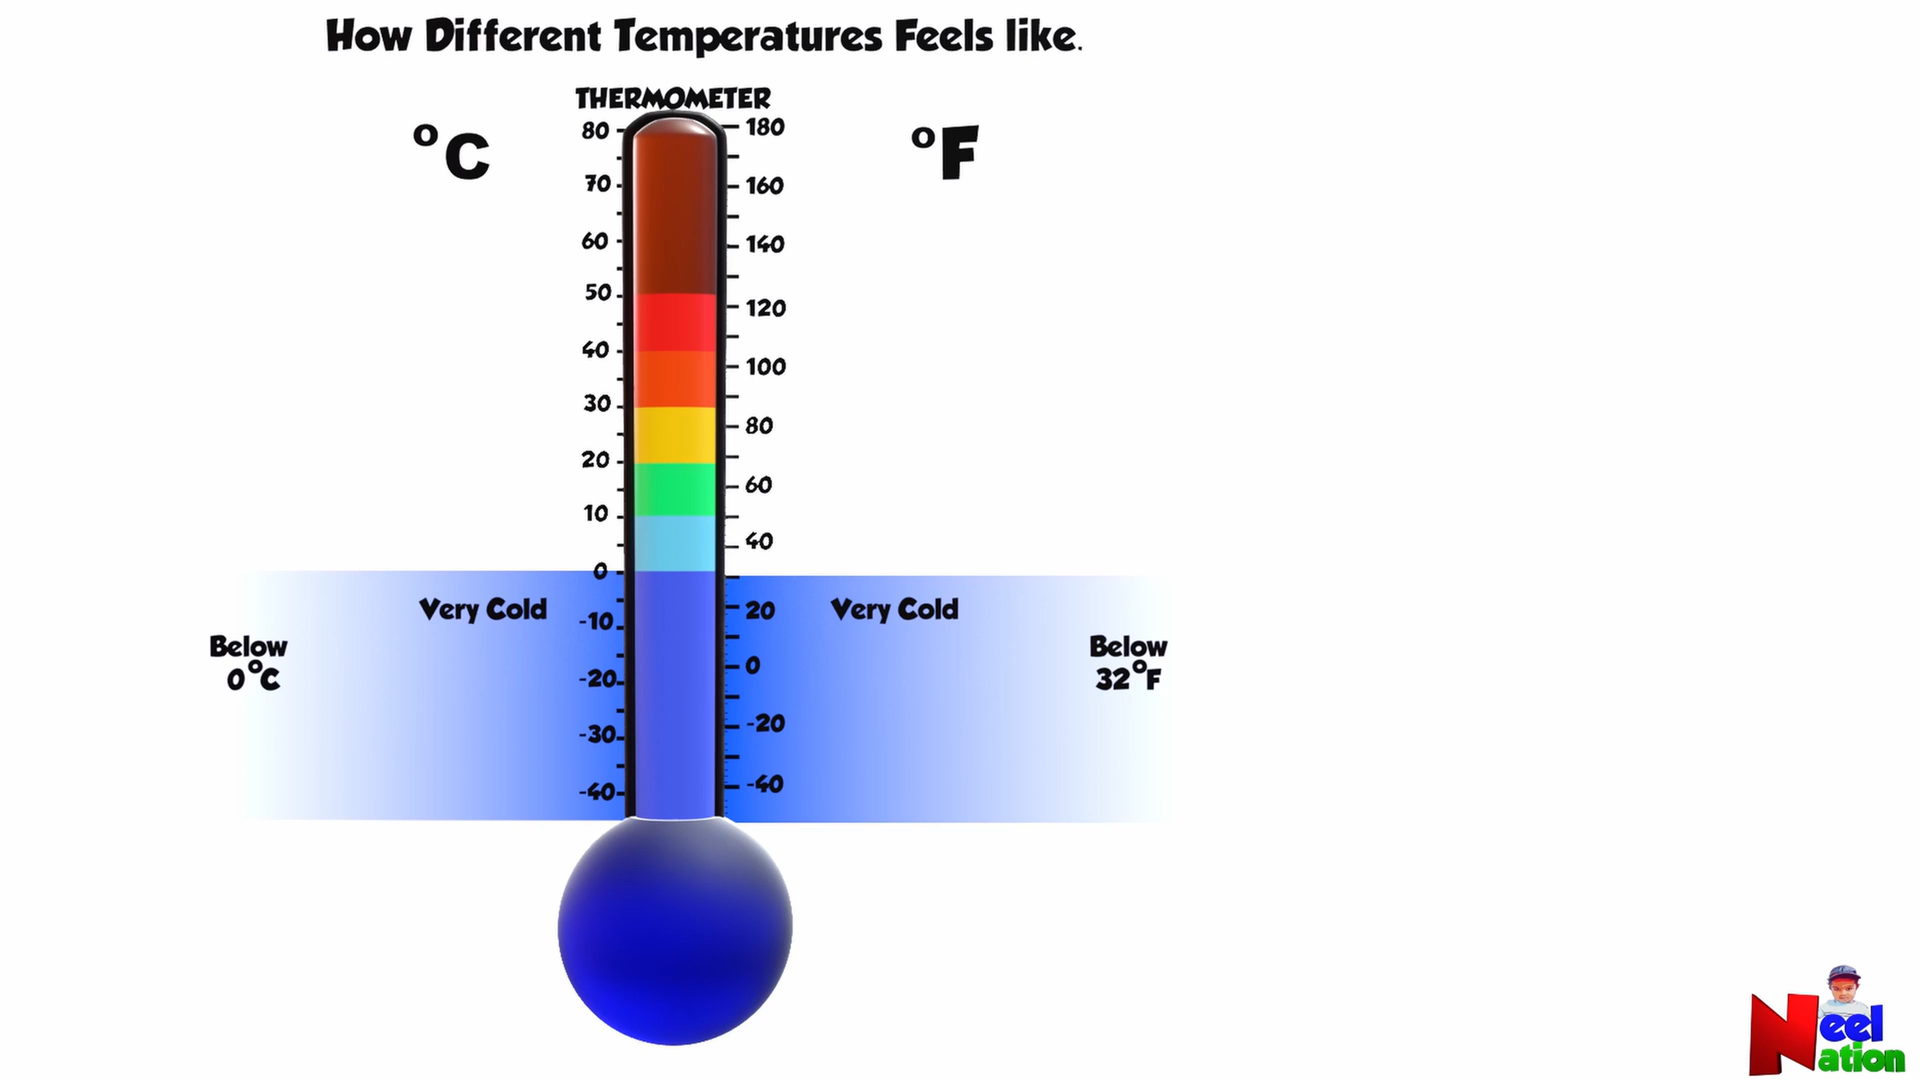 How Different Temperatures Feels like.
THERMOMETER
°C
°F
80
180
70
160
60
140
50
120
40
100
30
80
20
60
10
40
0
Very Cold
Very Cold
-10
20
Below
0°C
Below
32°F
-20
0
-30
-20
-40
-40
Neel
Nation